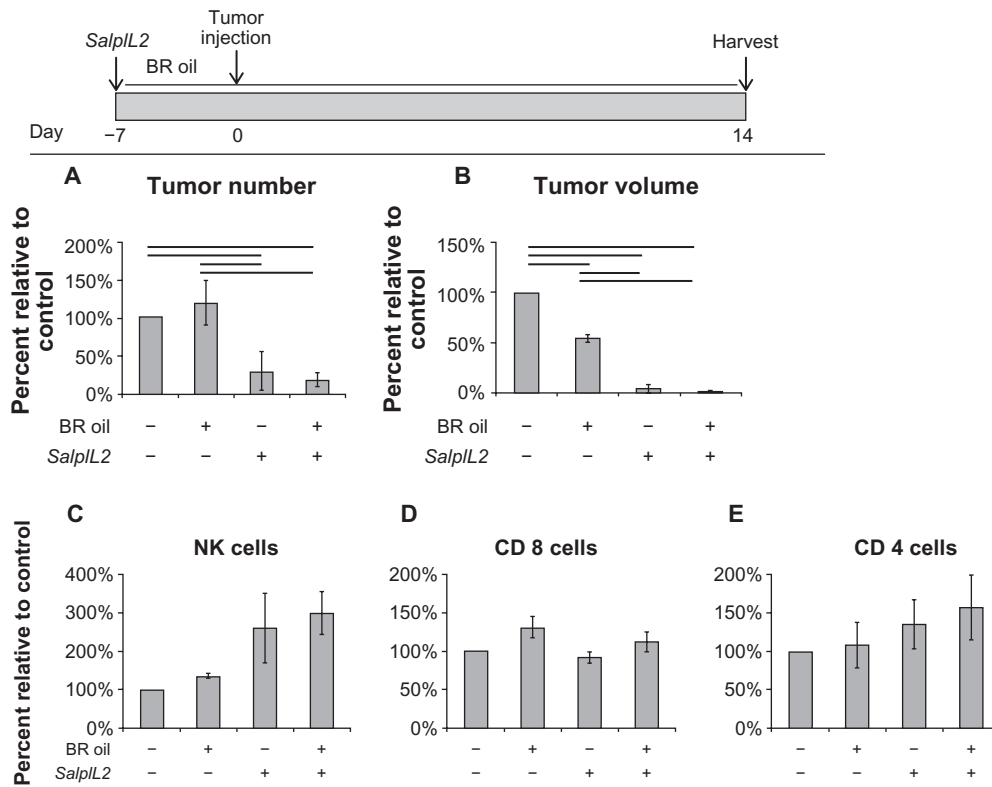 Tumor
injection
SalpIL2
Harvest
BR oil
Day −7 0 14
A Tumor number
B Tumor volume
Percent relative to
control
200%
150%
100%
50%
0%
BR oil − + − +
SalpIL2 − − + +
Percent relative to
control
150%
100%
50%
0%
BR oil − + − +
SalpIL2 − − + +
C NK cells
D CD 8 cells
E CD 4 cells
Percent relative to control
400%
300%
200%
100%
0%
BR oil − + − +
SalpIL2 − − + +
200%
150%
100%
50%
0%
− + − +
− − + +
200%
150%
100%
50%
0%
− + − +
− − + +